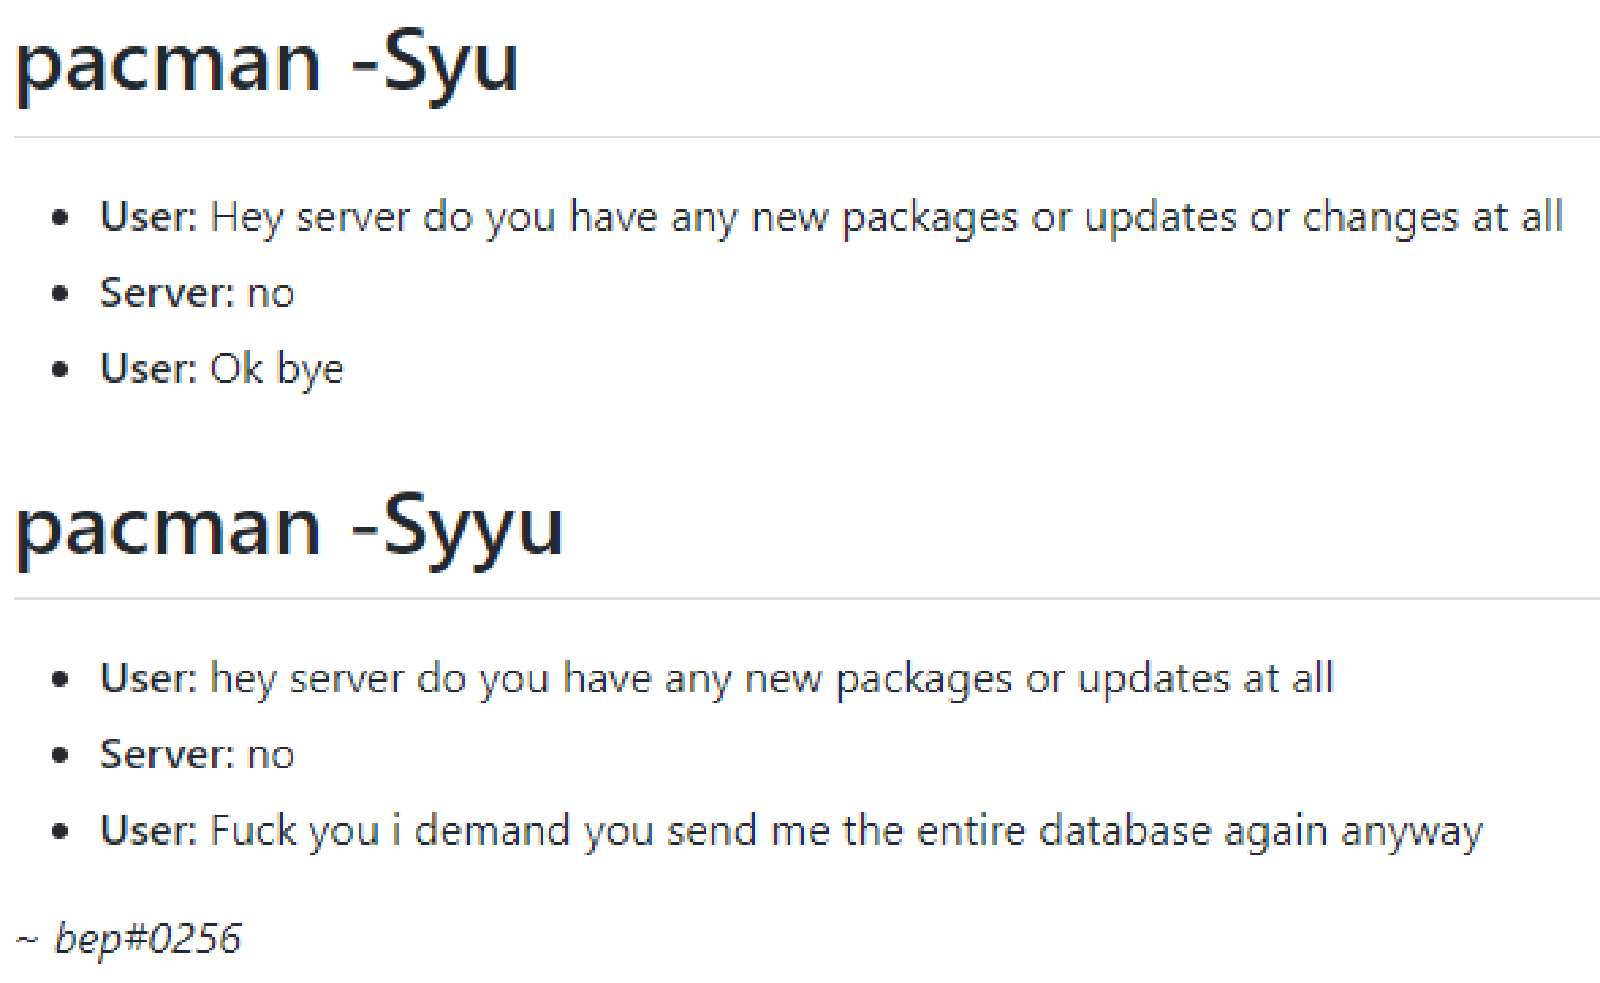 pacman -Syu
• User: Hey server do you have any new packages or updates or changes at all
• Server: no
• User: Ok bye
pacman -Syyu
• User: hey server do you have any new packages or updates at all
• Server: no
• User: Fuck you i demand you send me the entire database again anyway
~ bep#0256